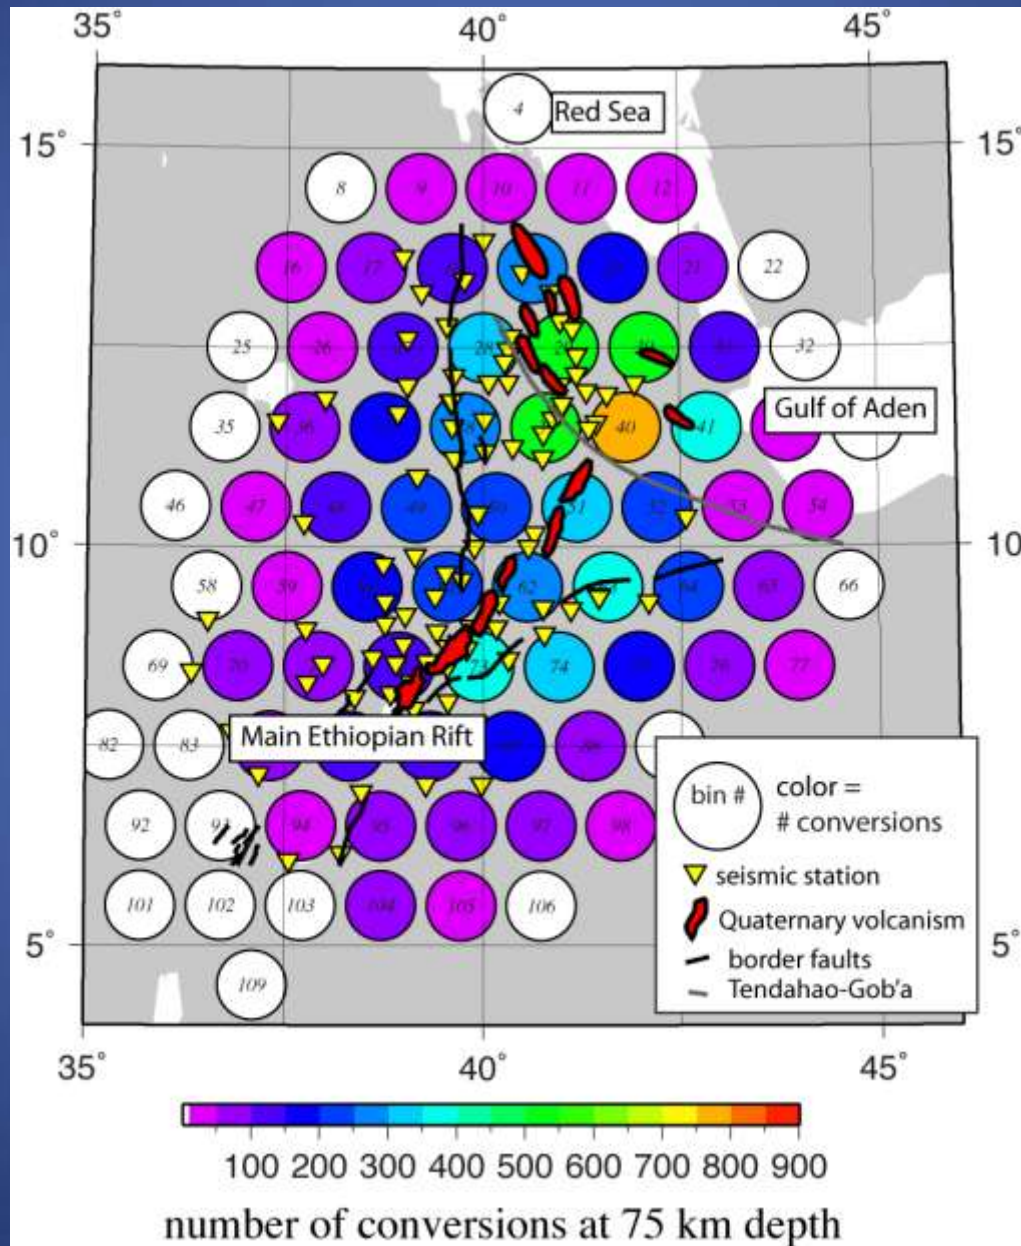 35° 40° 45°
4 Red Sea
15° 15°
8 9 10 11 12
16 17 21 22
25 26 28 32
35 36 40 41
Gulf of Aden
46 47 48 49 51 52 53 54
10° 10
58 59 62 64 65 66
69 70 73 74 76 77
82 83
Main Ethiopian Rift
92 94 95 96 97 98
101 102 103 104 105 106
5° 5°
109
bin #
color =
# conversions
seismic station
Quaternary volcanism
border faults
Tendahao-Gob'a
35° 40° 45°
100 200 300 400 500 600 700 800 900
number of conversions at 75 km depth